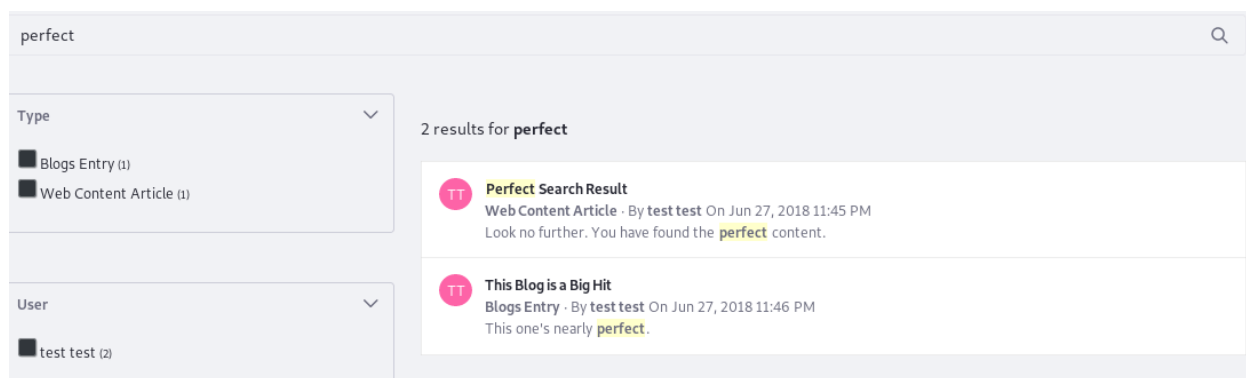 perfect
Type
Blogs Entry (1)
Web Content Article (1)
User
test test (2)
2 results for perfect
TT
Perfect Search Result
Web Content Article · By test test On Jun 27, 2018 11:45 PM
Look no further. You have found the perfect content.
TT
This Blog is a Big Hit
Blogs Entry · By test test On Jun 27, 2018 11:46 PM
This one's nearly perfect.